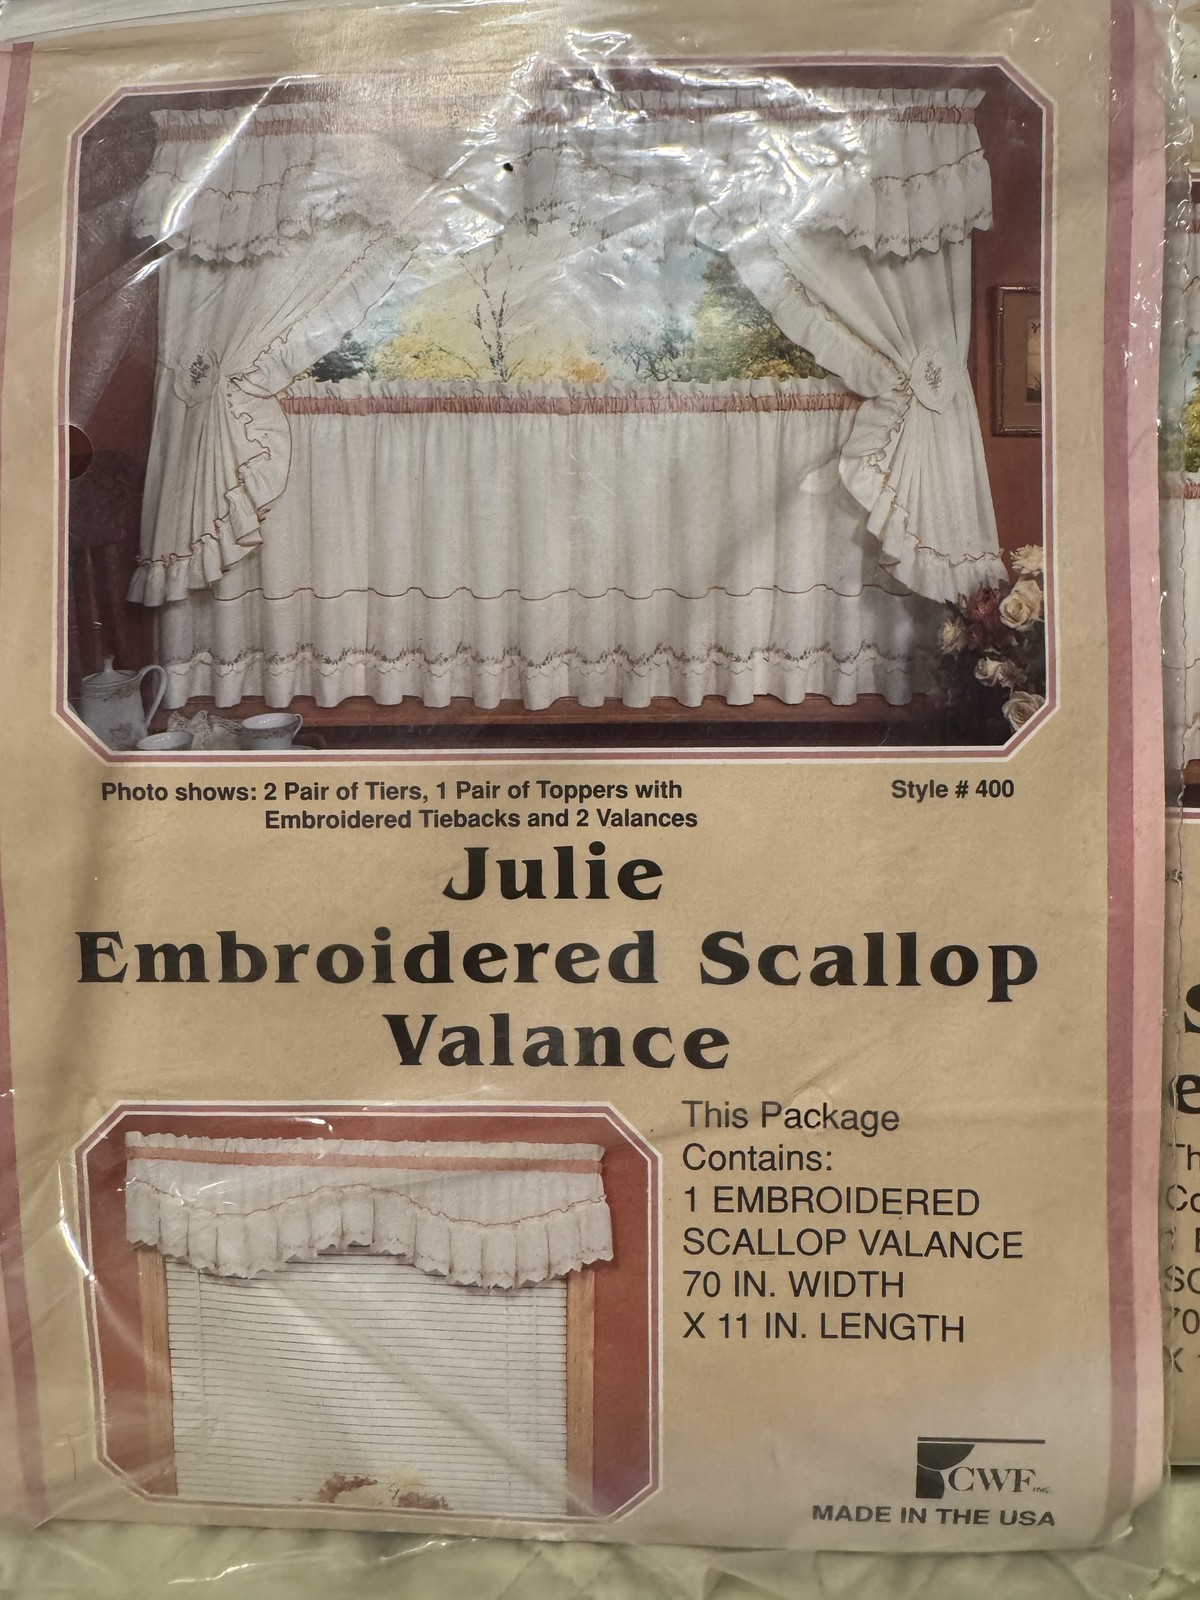 Photo shows: 2 Pair of Tiers, 1 Pair of Toppers with
Embroidered Tiebacks and 2 Valances
Style # 400
Julie
Embroidered Scallop
Valance
This Package
Contains:
1 EMBROIDERED
SCALLOP VALANCE
70 IN. WIDTH
X 11 IN. LENGTH
CWF INC.
MADE IN THE USA